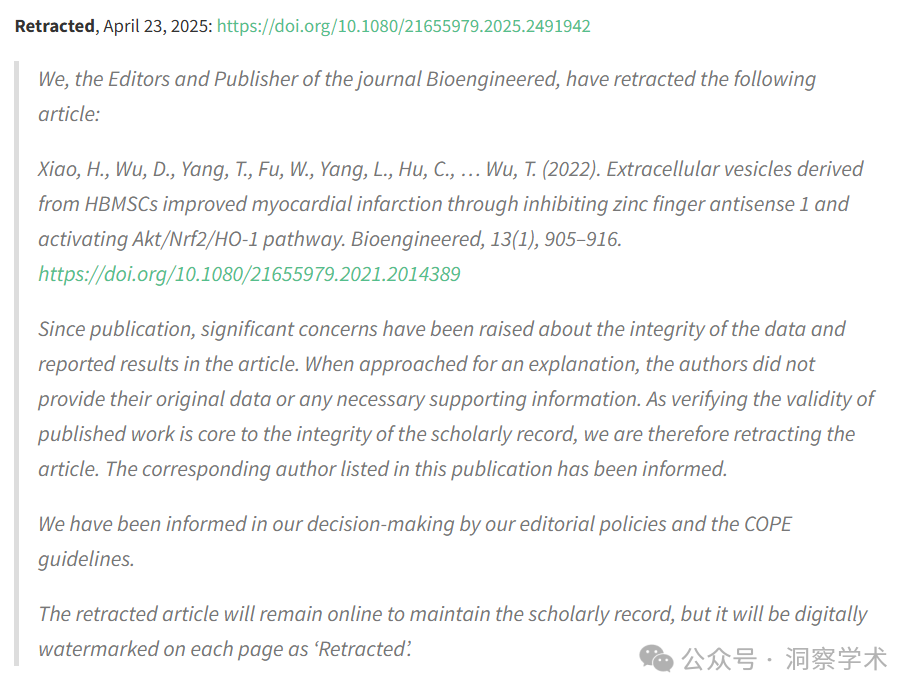 Retracted, April 23, 2025: https://doi.org/10.1080/21655979.2025.2491942
We, the Editors and Publisher of the journal Bioengineered, have retracted the following
article:
Xiao, H., Wu, D., Yang, T., Fu, W., Yang, L., Hu, C., … Wu, T. (2022). Extracellular vesicles derived
from HBMSCs improved myocardial infarction through inhibiting zinc finger antisense 1 and
activating Akt/Nrf2/HO-1 pathway. Bioengineered, 13(1), 905–916.
https://doi.org/10.1080/21655979.2021.2014389
Since publication, significant concerns have been raised about the integrity of the data and
reported results in the article. When approached for an explanation, the authors did not
provide their original data or any necessary supporting information. As verifying the validity of
published work is core to the integrity of the scholarly record, we are therefore retracting the
article. The corresponding author listed in this publication has been informed.
We have been informed in our decision-making by our editorial policies and the COPE
guidelines.
The retracted article will remain online to maintain the scholarly record, but it will be digitally
watermarked on each page as ‘Retracted’.
公众号 · 洞察学术